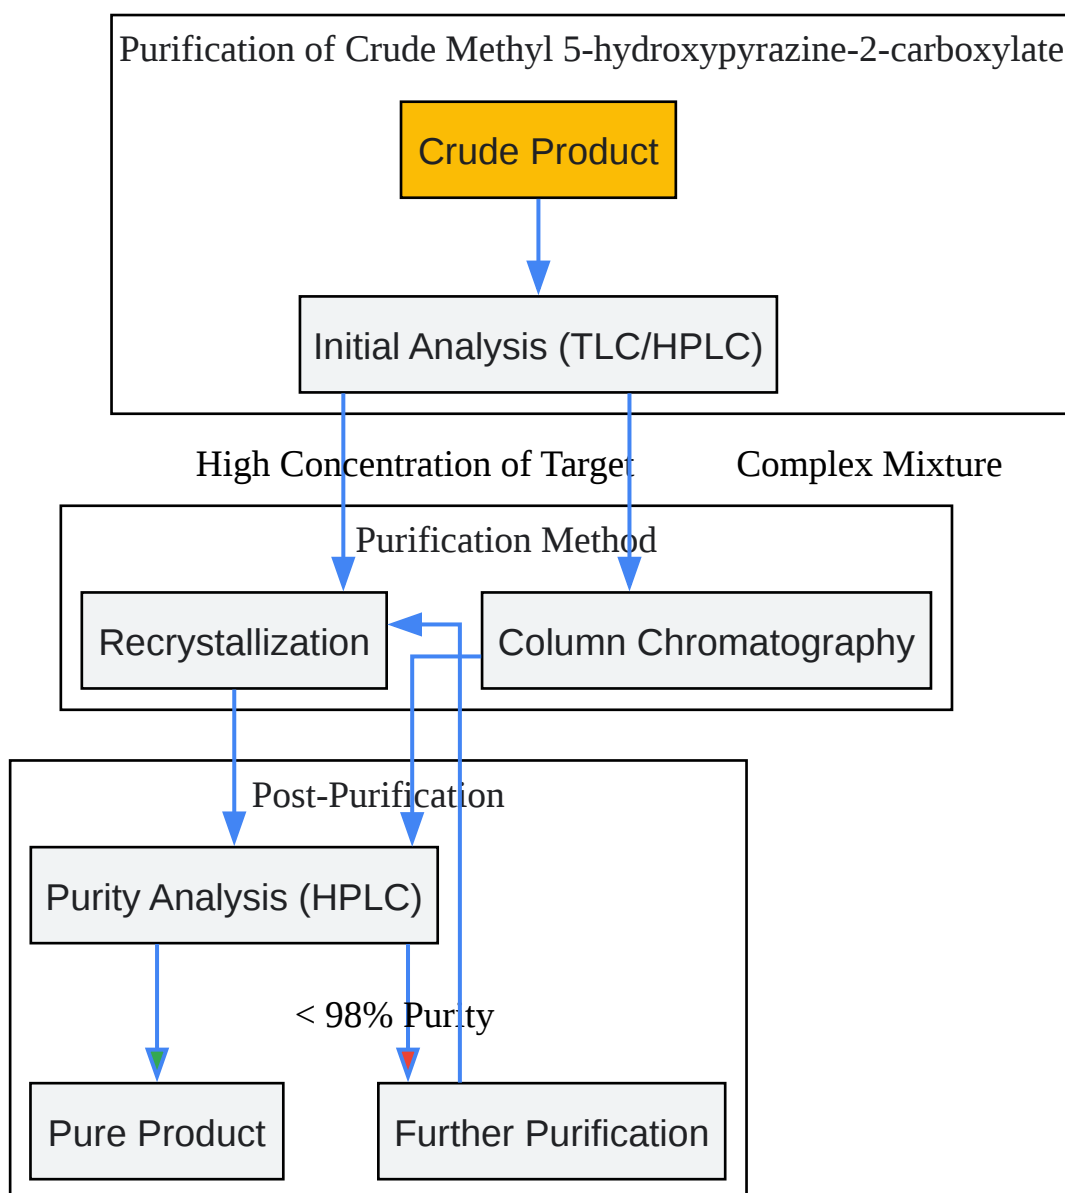 Purification of Crude Methyl 5-hydroxypyrazine-2-carboxylate
Crude Product
Initial Analysis (TLC/HPLC)
High Concentration of Target
Complex Mixture
Purification Method
Recrystallization
Column Chromatography
Post-Purification
Purity Analysis (HPLC)
< 98% Purity
Pure Product
Further Purification